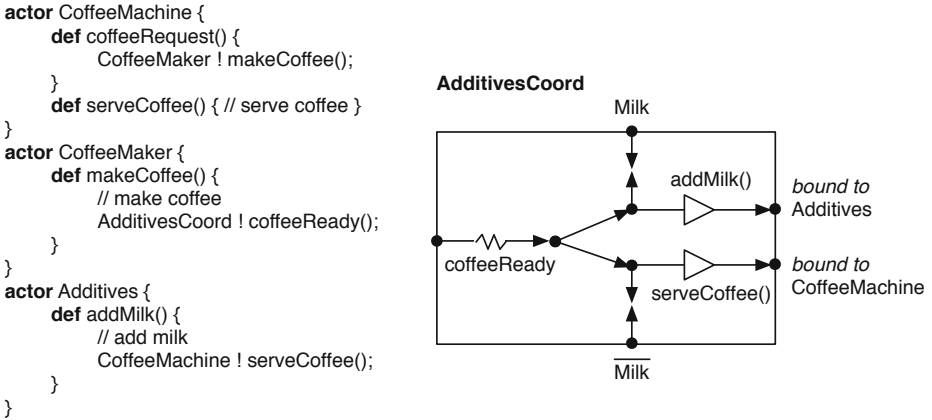 actor CoffeeMachine {
def coffeeRequest() {
CoffeeMaker ! makeCoffee();
}
def serveCoffee() { // serve coffee }
}
actor CoffeeMaker {
def makeCoffee() {
// make coffee
AdditivesCoord ! coffeeReady();
}
}
actor Additives {
def addMilk() {
// add milk
CoffeeMachine ! serveCoffee();
}
}
AdditivesCoord
Milk
addMilk()
bound to
Additives
coffeeReady
serveCoffee()
bound to
CoffeeMachine
Milk